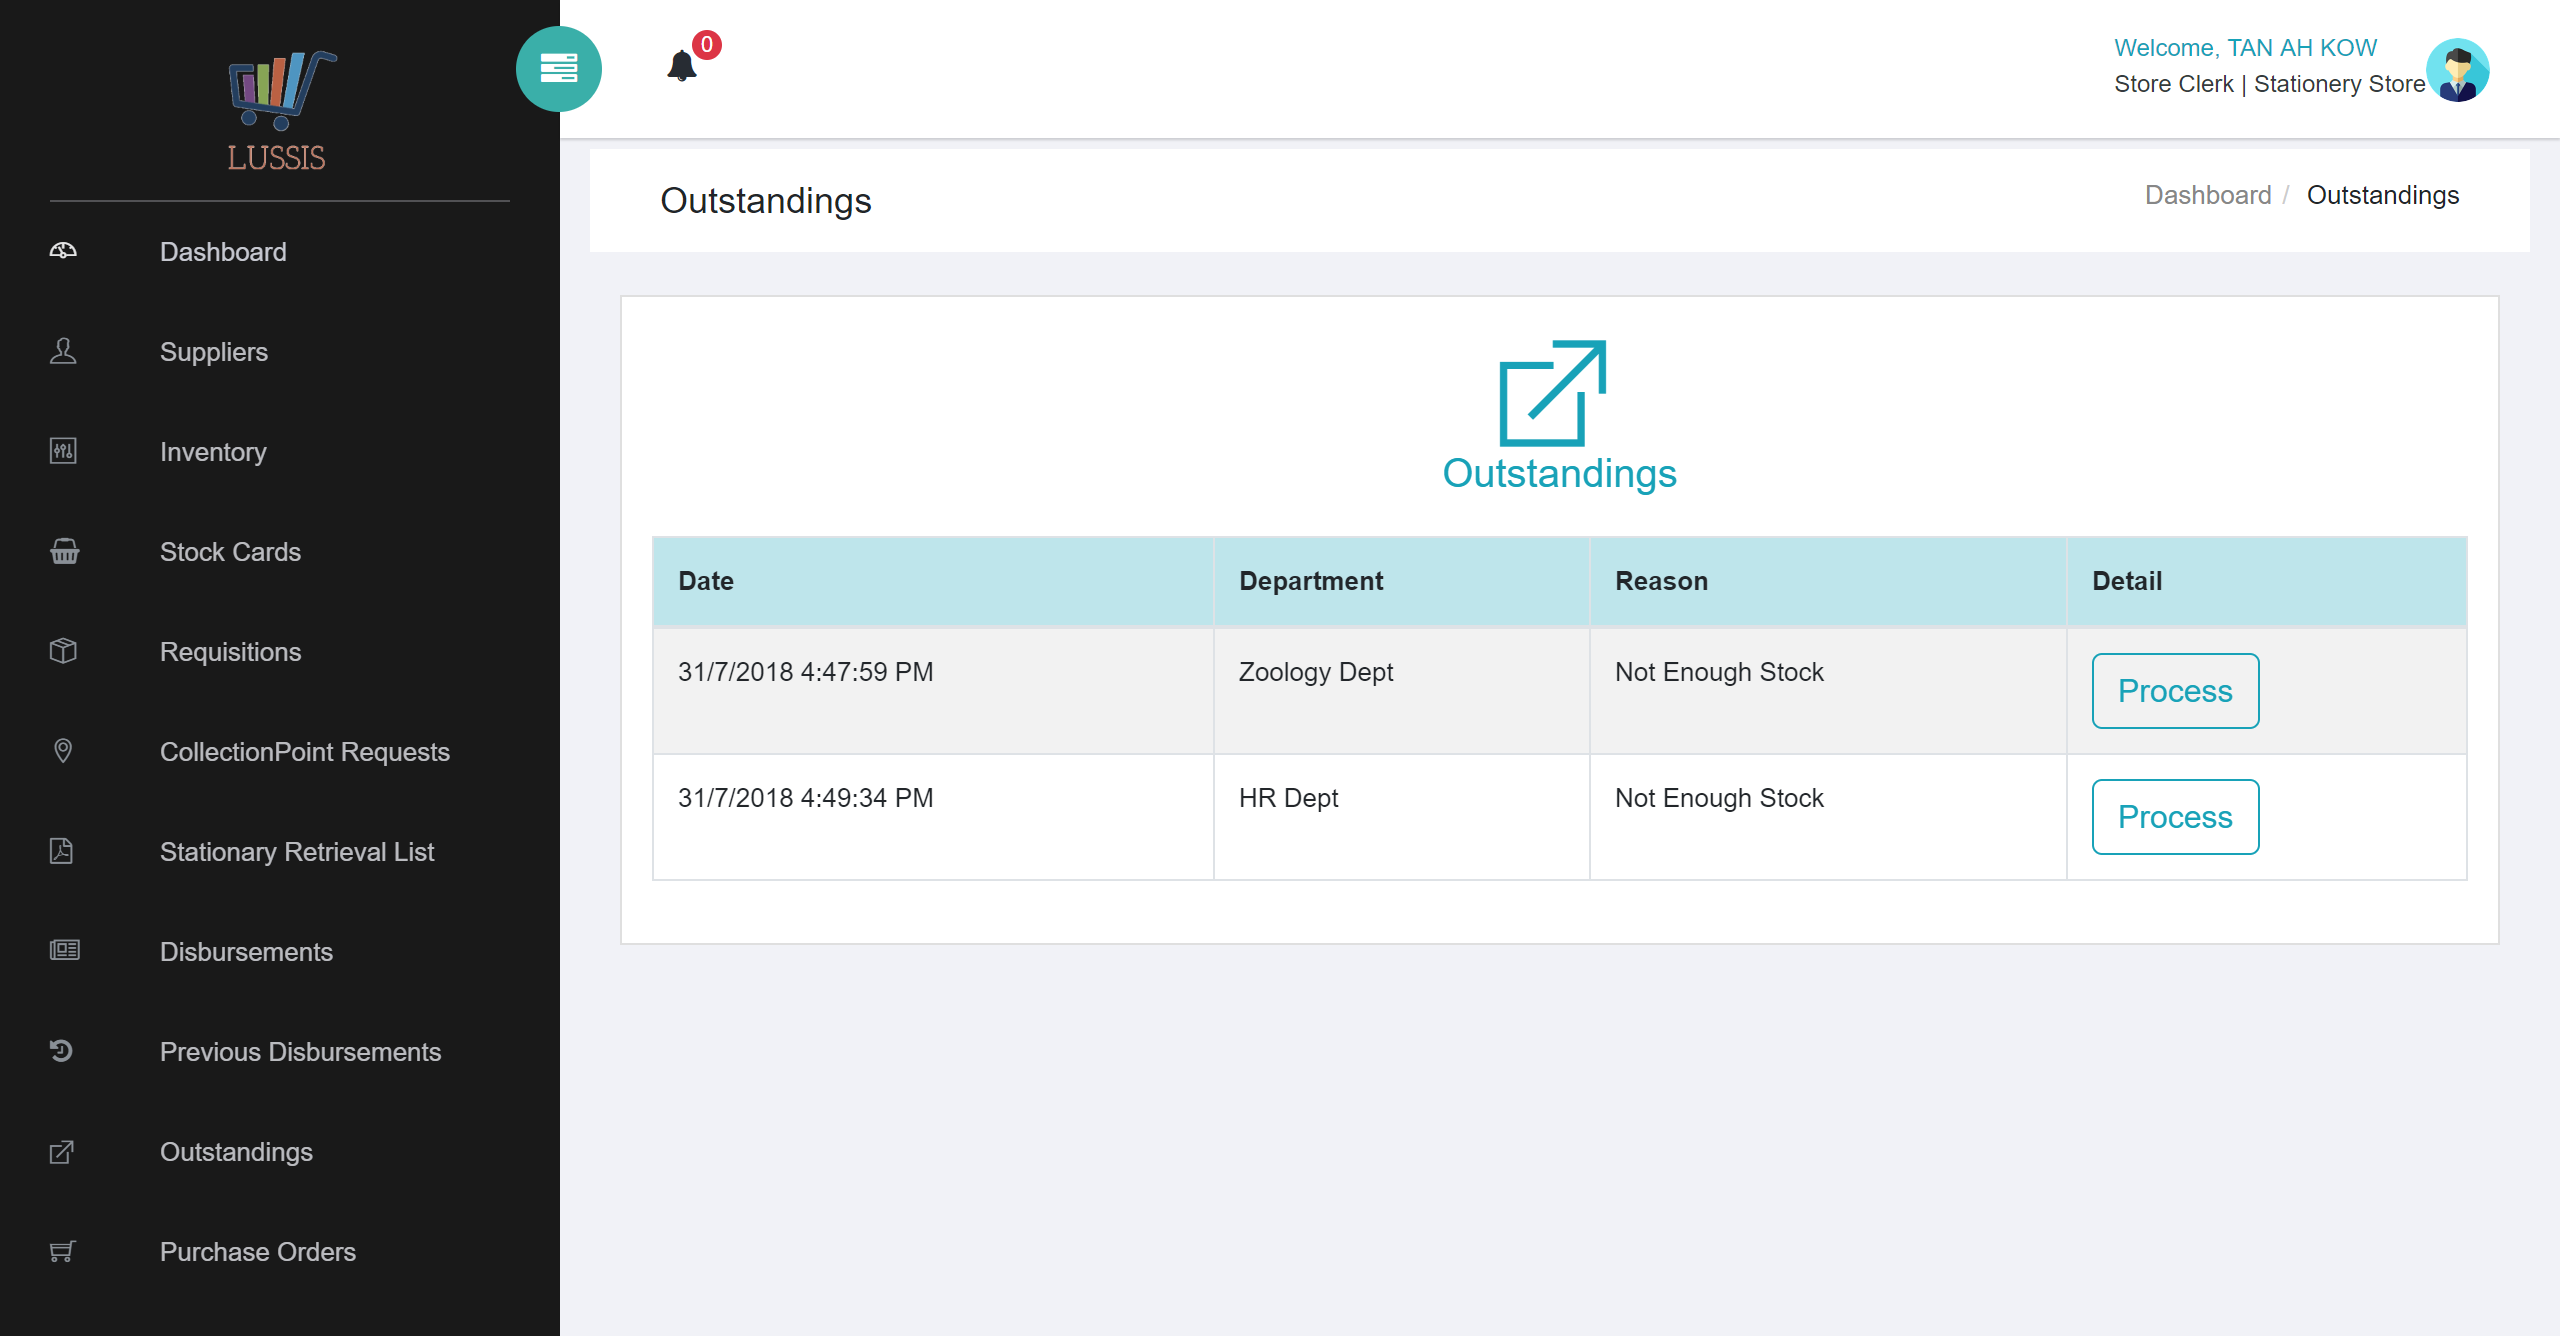 LUSSIS
Dashboard
Suppliers
Inventory
Stock Cards
Requisitions
CollectionPoint Requests
Stationary Retrieval List
Disbursements
Previous Disbursements
Outstandings
Purchase Orders
0
Welcome, TAN AH KOW
Store Clerk | Stationery Store
Outstandings
Dashboard / Outstandings
Outstandings
Date Department Reason Detail
31/7/2018 4:47:59 PM Zoology Dept Not Enough Stock Process
31/7/2018 4:49:34 PM HR Dept Not Enough Stock Process